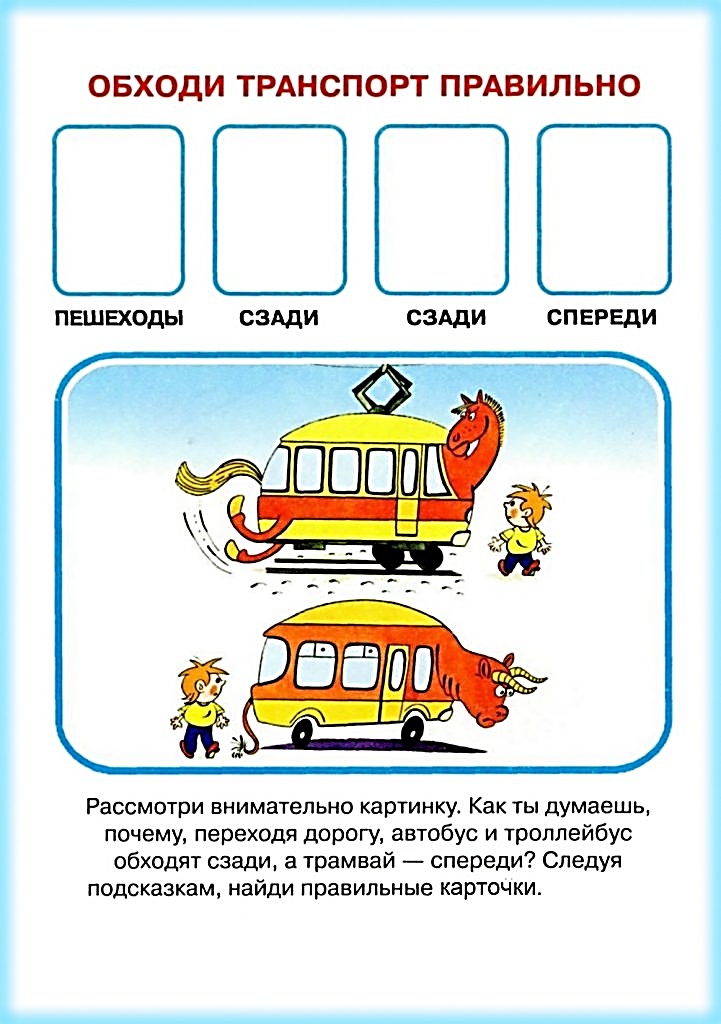 ОБХОДИ ТРАНСПОРТ ПРАВИЛЬНО
ПЕШЕХОДЫ СЗАДИ СЗАДИ СПЕРЕДИ
Рассмотри внимательно картинку. Как ты думаешь,
почему, переходя дорогу, автобус и троллейбус
обходят сзади, а трамвай — спереди? Следуя
подсказкам, найди правильные карточки.